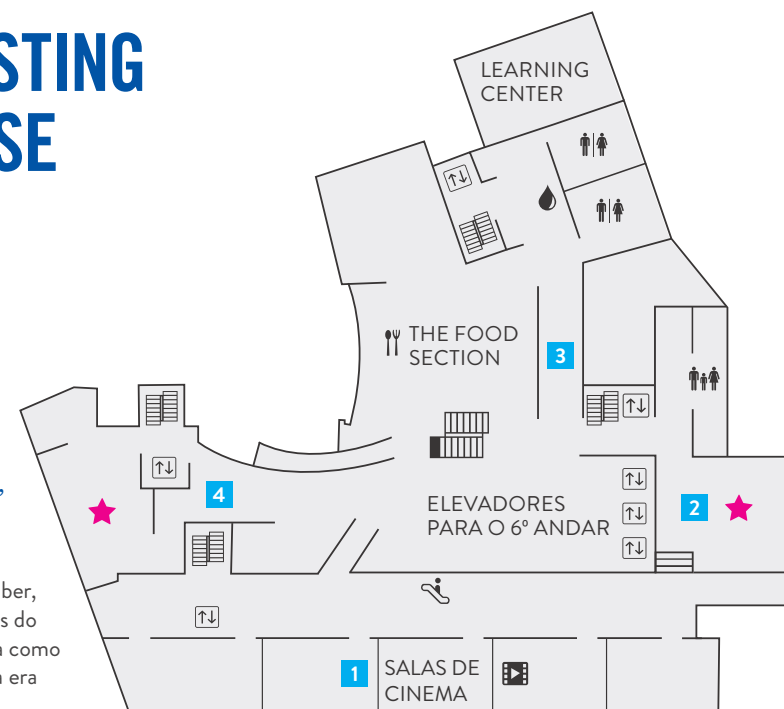 STING
SE
LEARNING
CENTER
THE FOOD
SECTION
3
4
2
ELEVADORES
PARA O 6º ANDAR
,
ber,
s do
a como
era
1
SALAS DE
CINEMA